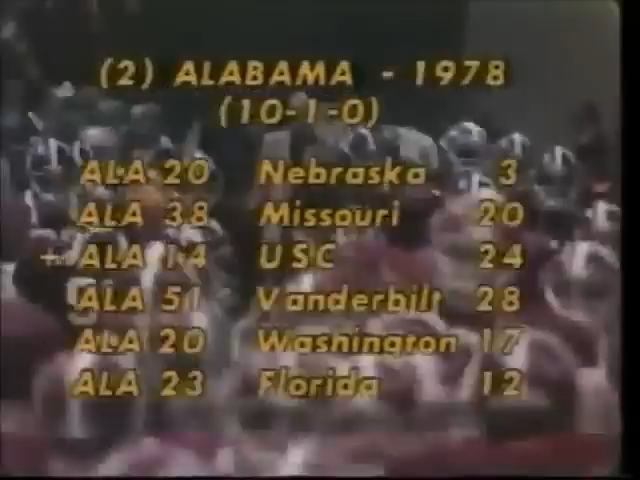 (2) ALABAMA - 1978
(10-1-0)
ALA 20 Nebraska 3
ALA 38 Missouri 20
ALA 14 USC 24
ALA 51 Vanderbilt 28
ALA 20 Washington 17
ALA 23 Florida 12